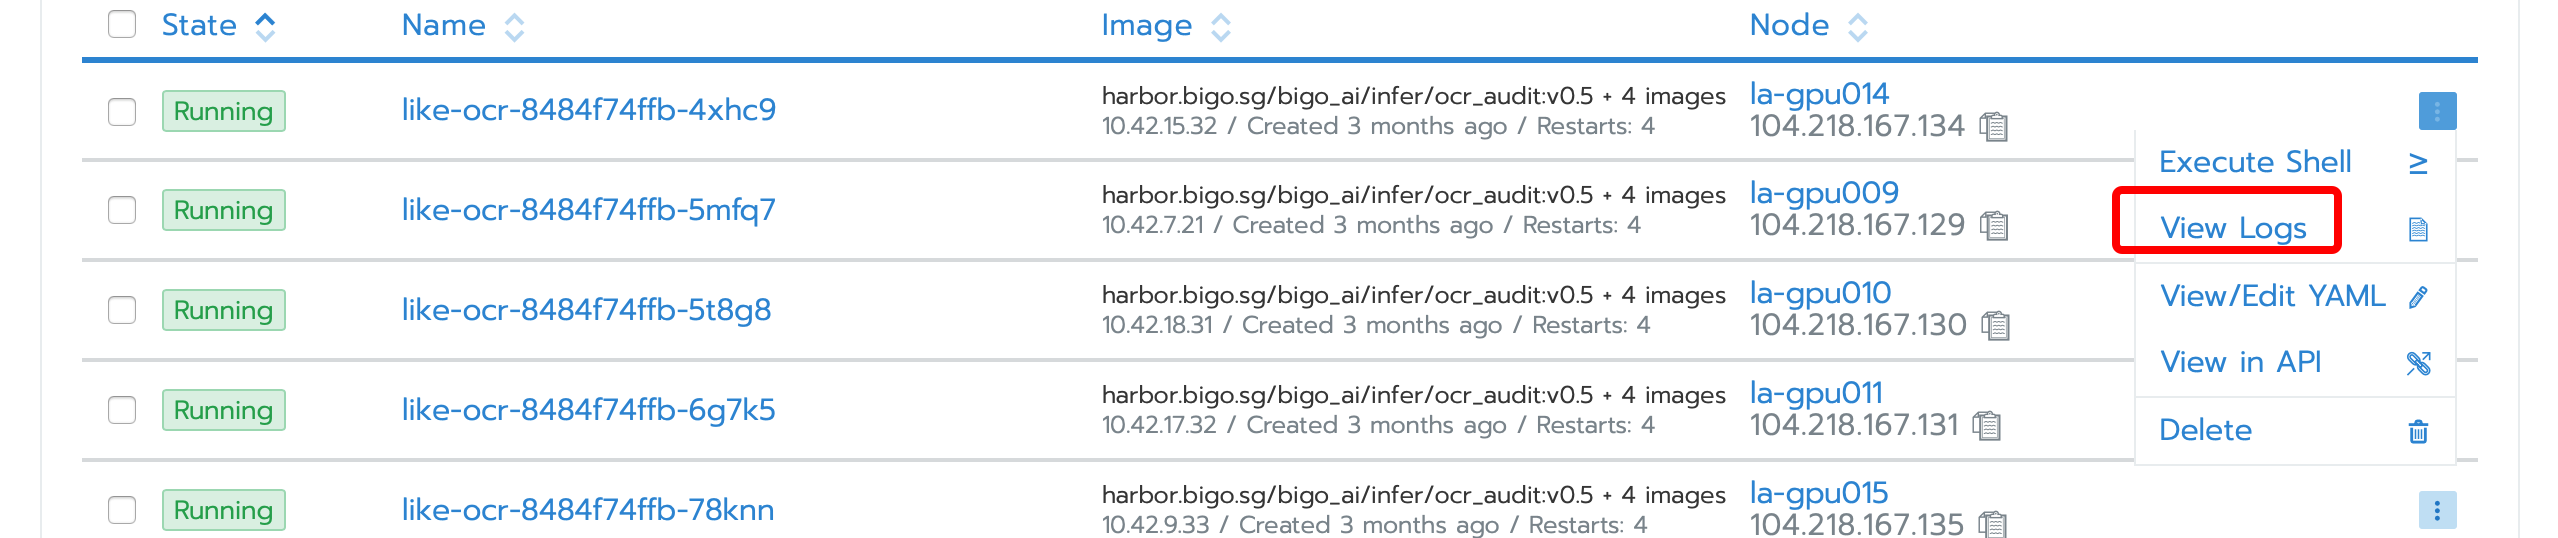 State Name Image Node
Running like-ocr-8484f74ffb-4xhc9 harbor.bigo.sg/bigo_ai/infer/ocr_audit:v0.5 + 4 images la-gpu014
10.42.15.32 / Created 3 months ago / Restarts: 4 104.218.167.134
Execute Shell
Running like-ocr-8484f74ffb-5mfq7 harbor.bigo.sg/bigo_ai/infer/ocr_audit:v0.5 + 4 images la-gpu009
10.42.7.21 / Created 3 months ago / Restarts: 4 104.218.167.129
View Logs
Running like-ocr-8484f74ffb-5t8g8 harbor.bigo.sg/bigo_ai/infer/ocr_audit:v0.5 + 4 images la-gpu010
View/Edit YAML
10.42.18.31 / Created 3 months ago / Restarts: 4 104.218.167.130
View in API
Running like-ocr-8484f74ffb-6g7k5 harbor.bigo.sg/bigo_ai/infer/ocr_audit:v0.5 + 4 images la-gpu011
10.42.17.32 / Created 3 months ago / Restarts: 4 104.218.167.131
Delete
Running like-ocr-8484f74ffb-78knn harbor.bigo.sg/bigo_ai/infer/ocr_audit:v0.5 + 4 images la-gpu015
10.42.9.33 / Created 3 months ago / Restarts: 4 104.218.167.135